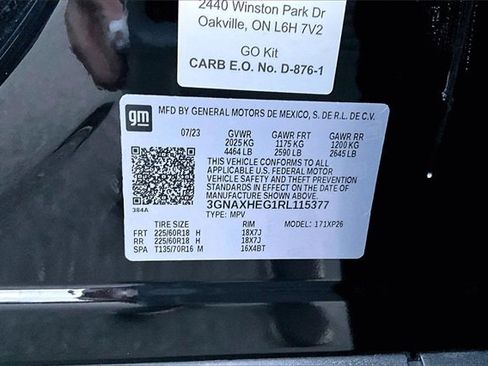 2440 Winston Park Dr
Oakville, ON L6H 7V2
GO Kit
CARB E.O. No. D-876-1
gm
MFD BY GENERAL MOTORS DE MEXICO, S. DE R.L. DE C.V.
07/23 GVWR GAWR FRT GAWR RR
2025 KG 1175 KG 1200 KG
4464 LB 2590 LB 2645 LB
THIS VEHICLE CONFORMS TO ALL
APPLICABLE U.S. FEDERAL MOTOR
VEHICLE SAFETY STANDARDS IN
EFFECT ON THE DATE OF
MANUFACTURE SHOWN ABOVE.
384A
3GNAXHEG1RL115377
TYPE: MPV
MODEL: 1XP26
TIRE SIZE RIM
FRT 225/60R18 H 18X7J
RR 225/60R18 H 18X7J
SPA T135/70R16 M 16X4BT